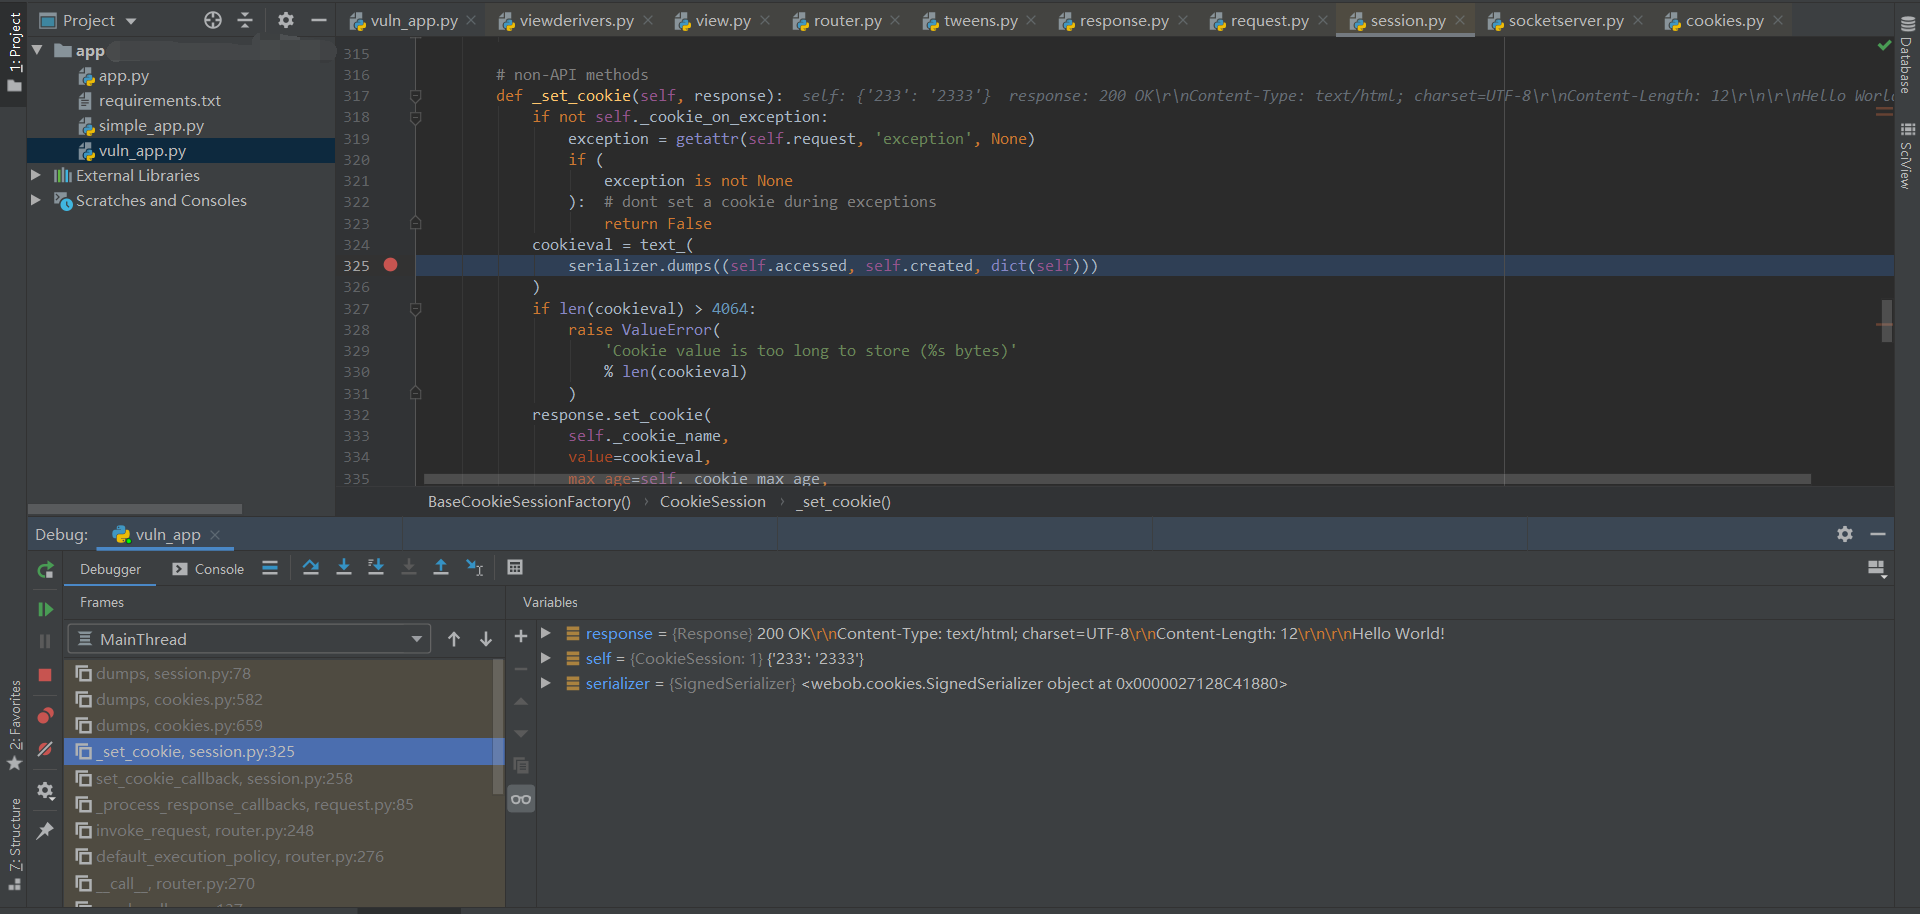 1: Project
Project
vuln_app.py
viewderivers.py
view.py
router.py
tweens.py
response.py
request.py
session.py
socketserver.py
cookies.py
app
app.py
requirements.txt
simple_app.py
vuln_app.py
External Libraries
Scratches and Consoles
315
316 # non-API methods
317 def _set_cookie(self, response): self: {'233': '2333'} response: 200 OK\r\nContent-Type: text/html; charset=UTF-8\r\nContent-Length: 12\r\n\r\nHello World
318 if not self._cookie_on_exception:
319 exception = getattr(self.request, 'exception', None)
320 if (
321 exception is not None
322 ): # dont set a cookie during exceptions
323 return False
324 cookieval = text_(
325 serializer.dumps((self.accessed, self.created, dict(self)))
326 )
327 if len(cookieval) > 4064:
328 raise ValueError(
329 'Cookie value is too long to store (%s bytes)'
330 % len(cookieval)
331 )
332 response.set_cookie(
333 self._cookie_name,
334 value=cookieval,
335 max_age=self._cookie_max_age,
BaseCookieSessionFactory() › CookieSession › _set_cookie()
Database
SciView
Debug: vuln_app
Debugger Console
Frames
Variables
MainThread
dumps, session.py:78
dumps, cookies.py:582
dumps, cookies.py:659
_set_cookie, session.py:325
set_cookie_callback, session.py:258
_process_response_callbacks, request.py:85
invoke_request, router.py:248
default_execution_policy, router.py:276
__call__, router.py:270
response = {Response} 200 OK\r\nContent-Type: text/html; charset=UTF-8\r\nContent-Length: 12\r\n\r\nHello World!
self = {CookieSession: 1} {'233': '2333'}
serializer = {SignedSerializer} <webob.cookies.SignedSerializer object at 0x0000027128C41880>
2: Favorites
7: Structure